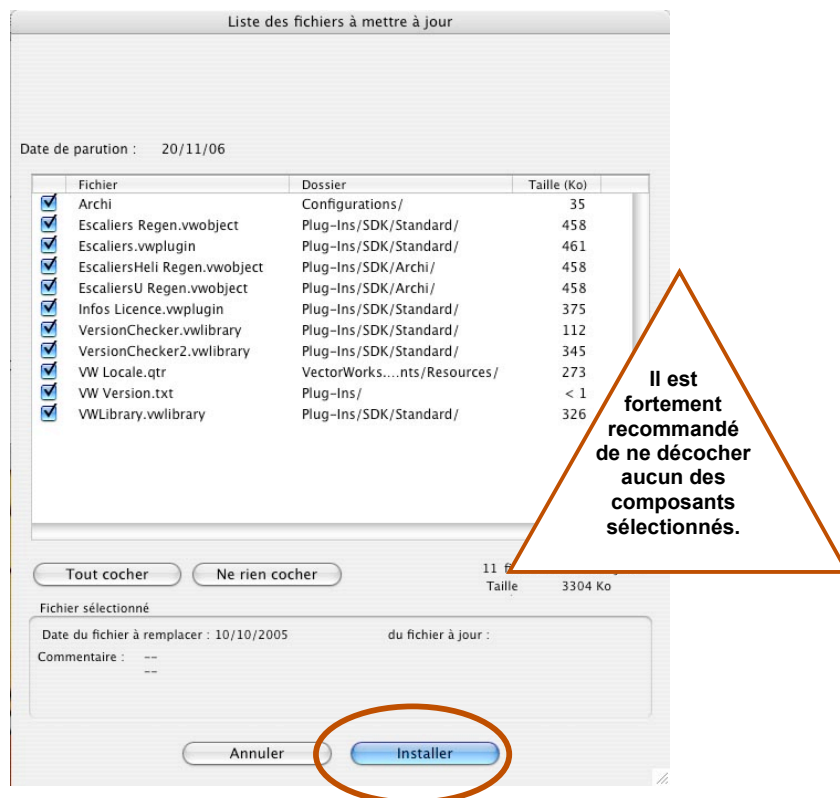 Liste des fichiers à mettre à jour
Date de parution : 20/11/06
Fichier Dossier Taille (Ko)
Archi Configurations/ 35
Escaliers Regen.vwobject Plug-Ins/SDK/Standard/ 458
Escaliers.vwplugin Plug-Ins/SDK/Standard/ 461
EscaliersHeli Regen.vwobject Plug-Ins/SDK/Archi/ 458
EscaliersU Regen.vwobject Plug-Ins/SDK/Archi/ 458
Infos Licence.vwplugin Plug-Ins/SDK/Standard/ 375
VersionChecker.vwlibrary Plug-Ins/SDK/Standard/ 112
VersionChecker2.vwlibrary Plug-Ins/SDK/Standard/ 345
VW Locale.qtr VectorWorks....nts/Resources/ 273
VW Version.txt Plug-Ins/ < 1
VWLibrary.vwlibrary Plug-Ins/SDK/Standard/ 326
Il est
fortement
recommandé
de ne décocher
aucun des
composants
sélectionnés.
Tout cocher Ne rien cocher 11
Taille 3304 Ko
Fichier sélectionné
Date du fichier à remplacer : 10/10/2005 du fichier à jour :
Commentaire : --
--
Annuler Installer